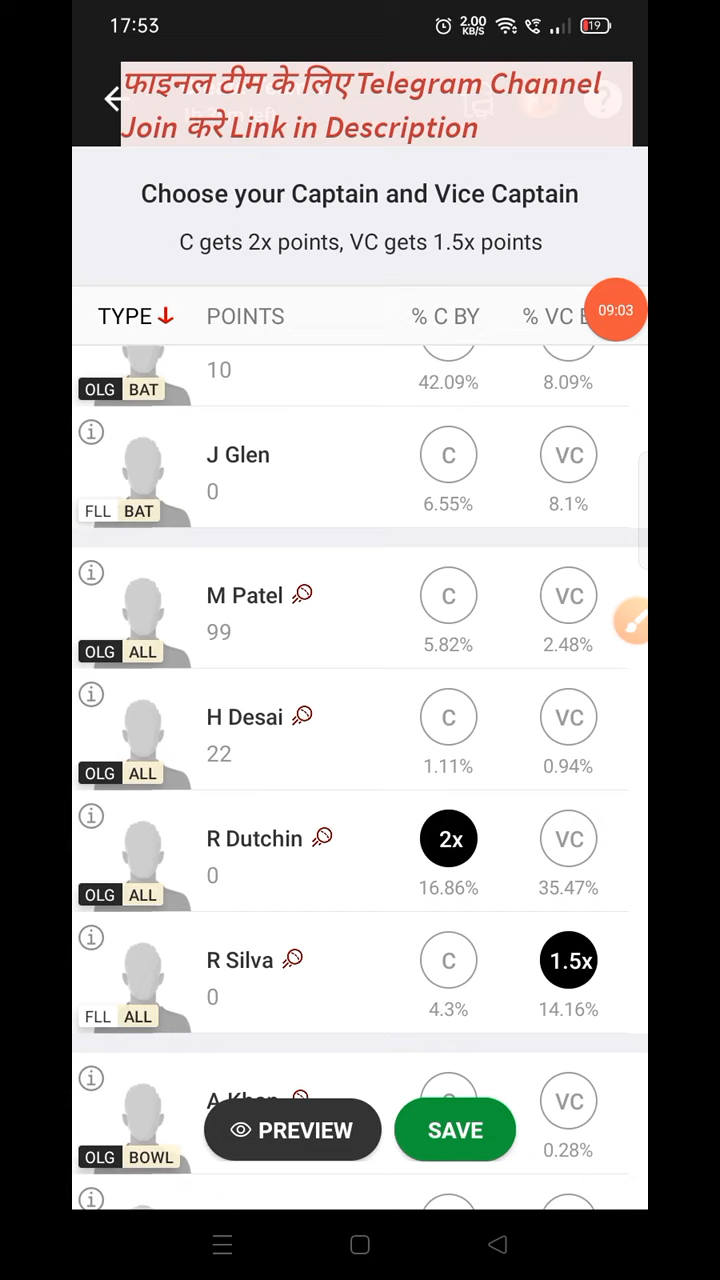 17:53
2.00
KB/S
19
फाइनल टीम के लिए Telegram Channel
Join करे Link in Description
Choose your Captain and Vice Captain
C gets 2x points, VC gets 1.5x points
TYPE POINTS % C BY % VC
09:03
10
42.09% 8.09%
OLG BAT
J Glen C VC
0
6.55% 8.1%
FLL BAT
M Patel C VC
99
5.82% 2.48%
OLG ALL
H Desai C VC
22
1.11% 0.94%
OLG ALL
R Dutchin 2x VC
0
16.86% 35.47%
OLG ALL
R Silva C 1.5x
0
4.3% 14.16%
FLL ALL
A Khan VC
PREVIEW SAVE
0.28%
OLG BOWL